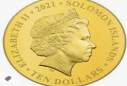 ELIZABETH II • 2021 • SOLOMON ISLANDS
• TEN DOLLARS •